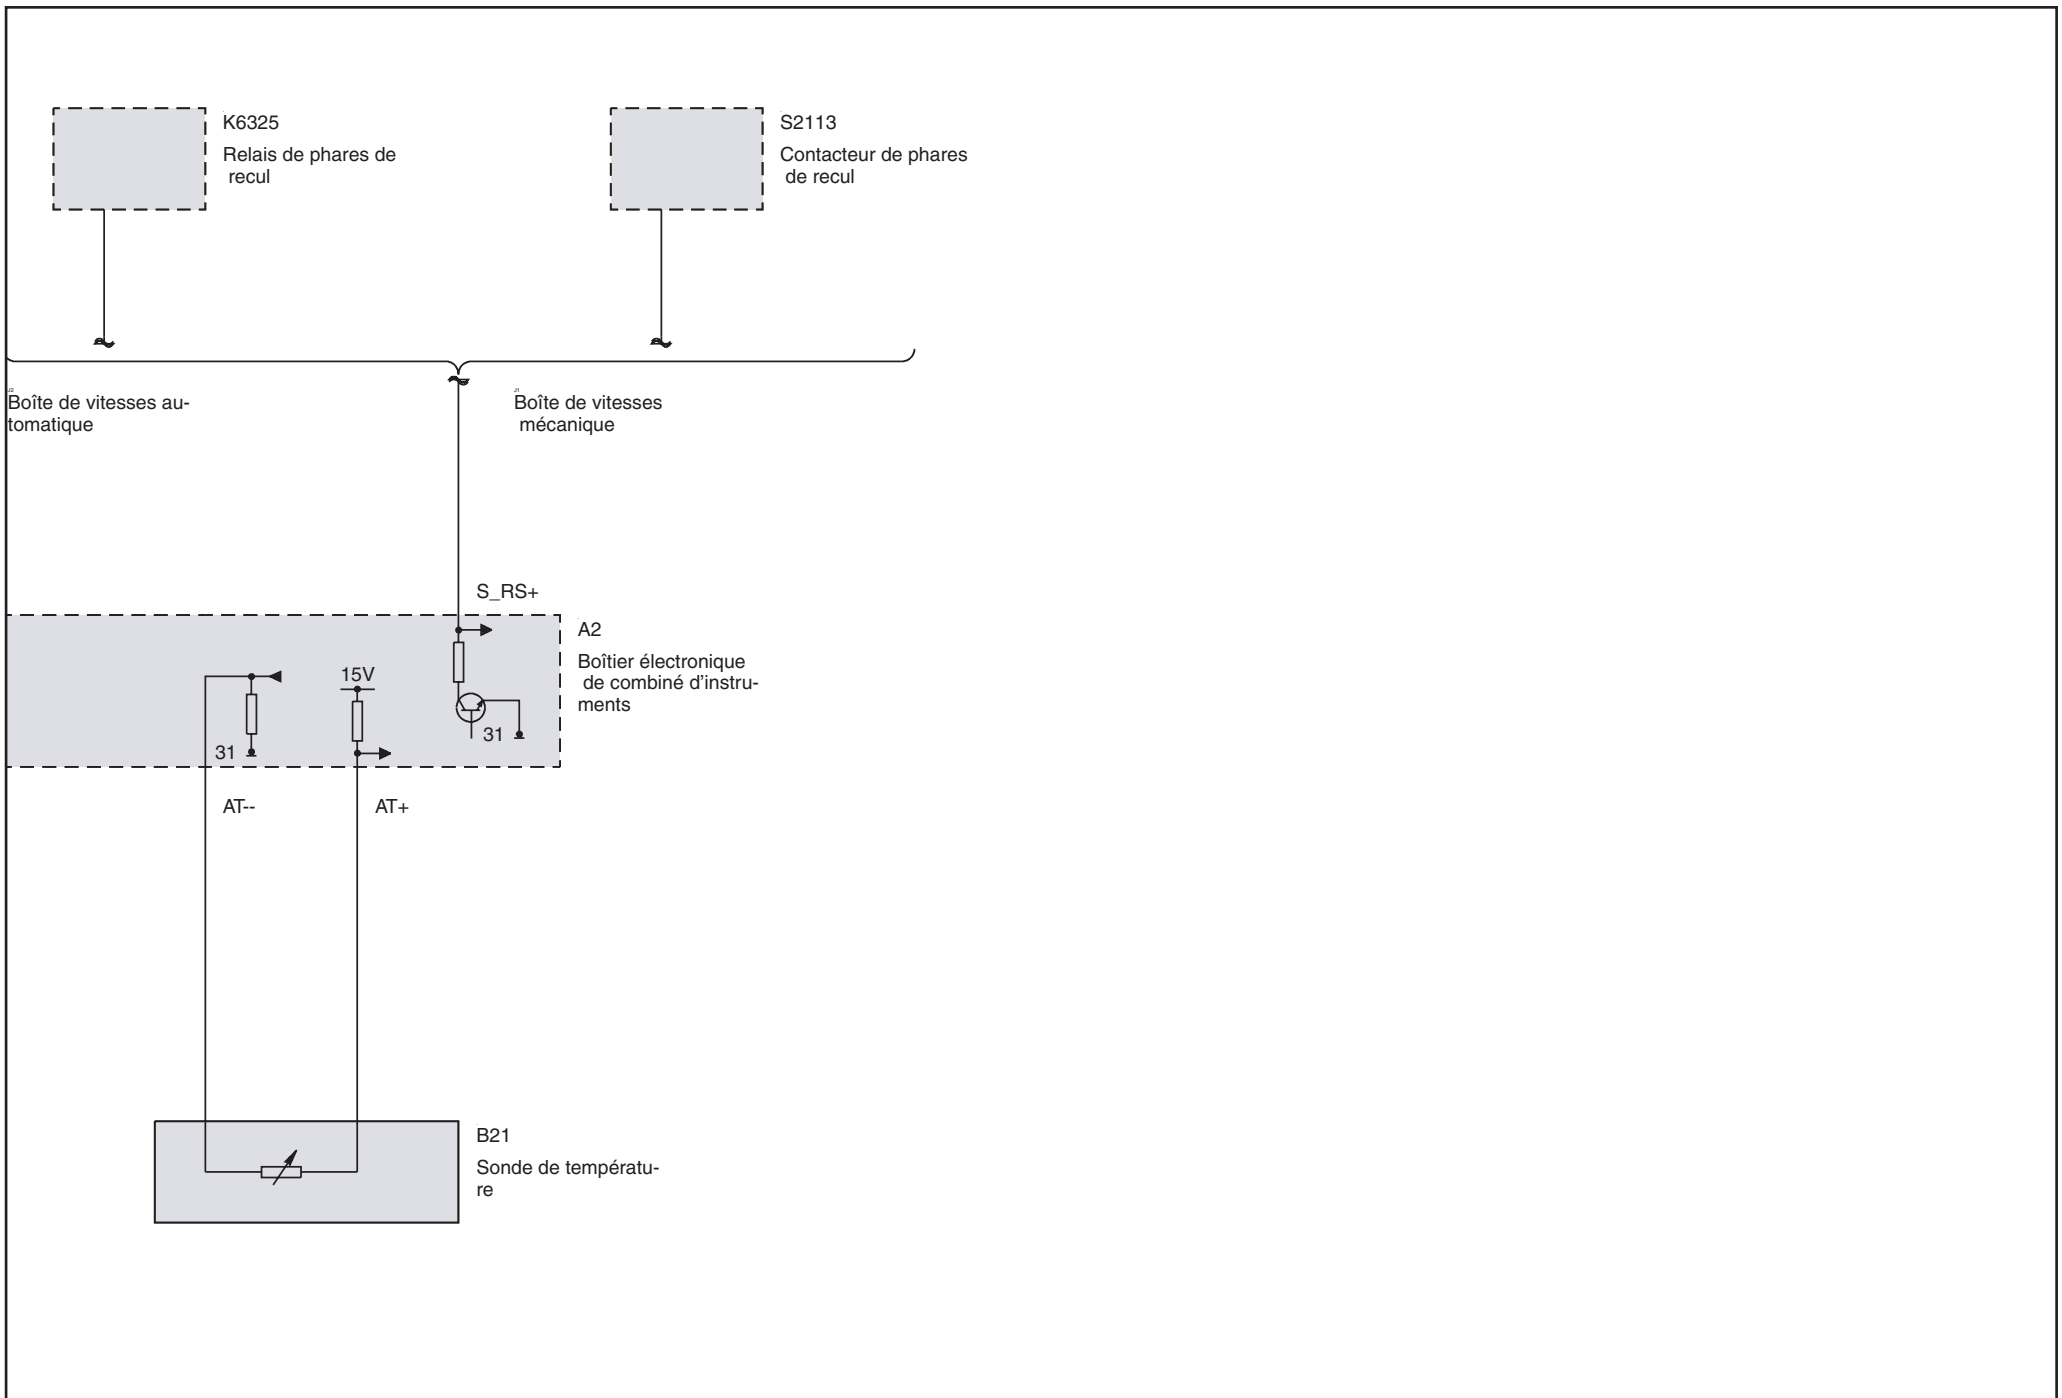 K6325
Relais de phares de
recul
S2113
Contacteur de phares
de recul
J2
Boîte de vitesses au-
tomatique
J1
Boîte de vitesses
mécanique
S_RS+
A2
Boîtier électronique
de combiné d'instru-
ments
15V
31
31
AT--
AT+
B21
Sonde de températu-
re